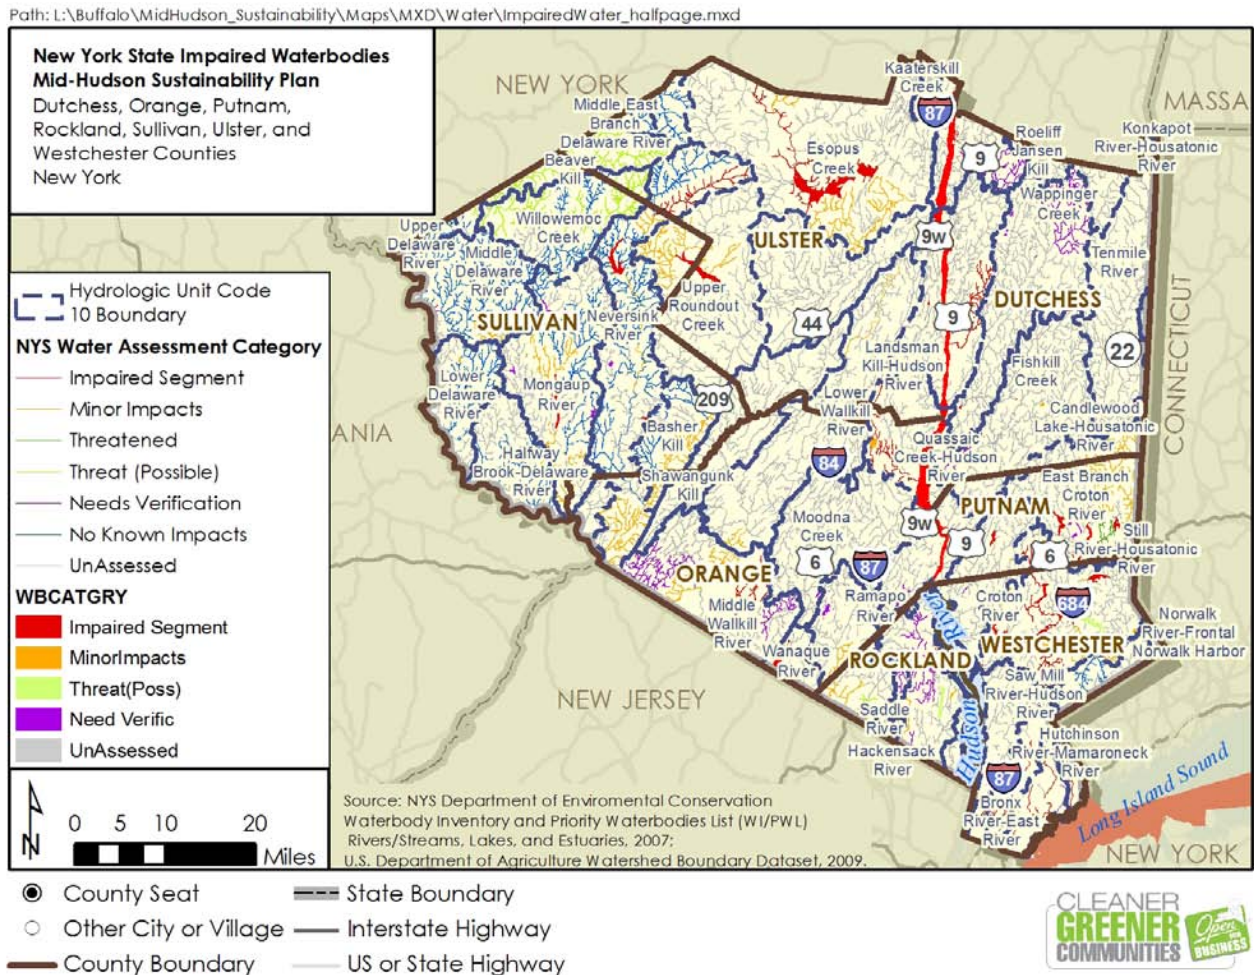 Path: L:\Buffalo\MidHudson_Sustainability\Maps\MXD\Water\ImpairedWater_halfpage.mxd
New York State Impaired Waterbodies
Mid-Hudson Sustainability Plan
Dutchess, Orange, Putnam,
Rockland, Sullivan, Ulster, and
Westchester Counties
New York
Hydrologic Unit Code
10 Boundary
NYS Water Assessment Category
Impaired Segment
Minor Impacts
Threatened
Threat (Possible)
Needs Verification
No Known Impacts
UnAssessed
WBCATGRY
Impaired Segment
MinorImpacts
Threat(Poss)
Need Verific
UnAssessed
N
0 5 10 20
Miles
NEW YORK
Kaaterskill
Creek
87
MASSA
Middle East
Branch
Delaware River
Beaver
Kill
Esopus
Creek
9
Roeliff
Jansen
Kill
Konkapot
River-Housatonic
River
Wappinger
Creek
Upper
Delaware
River
Willowemoc
Creek
Middle
Delaware
River
ULSTER
9w
Tenmile
River
SULLIVAN
Neversink
River
Upper
Roundout
Creek
44
9
DUTCHESS
22
CONNECTICUT
Landsman
Kill-Hudson
River
Fishkill
Creek
Lower
Delaware
River
Mongaup
River
209
Lower
Wallkill
River
Candlewood
Lake-Housatonic
River
ANIA
Basher
Kill
Quassaic
Creek-Hudson
River
Halfway
Brook-Delaware
River
Shawangunk
Kill
84
East Branch
Croton
River
PUTNAM
Moodna
Creek
9w
9
6
Still
River-Housatonic
River
6
87
ORANGE
Ramapo
River
Hudson River
Croton
River
684
Middle
Wallkill
River
Norwalk
River-Frontal
Norwalk Harbor
Wanaque
River
ROCKLAND
WESTCHESTER
Saw Mill
River-Hudson
River
NEW JERSEY
Saddle
River
Hackensack
River
Hutchinson
River-Mamaroneck
River
87
Bronx
River-East
River
Long Island Sound
NEW YORK
Source: NYS Department of Enviromental Conservation
Waterbody Inventory and Priority Waterbodies List (WI/PWL)
Rivers/Streams, Lakes, and Estuaries, 2007;
U.S. Department of Agriculture Watershed Boundary Dataset, 2009.
County Seat
Other City or Village
County Boundary
State Boundary
Interstate Highway
US or State Highway
CLEANER
GREENER
COMMUNITIES
Open
FOR
BUSINESS